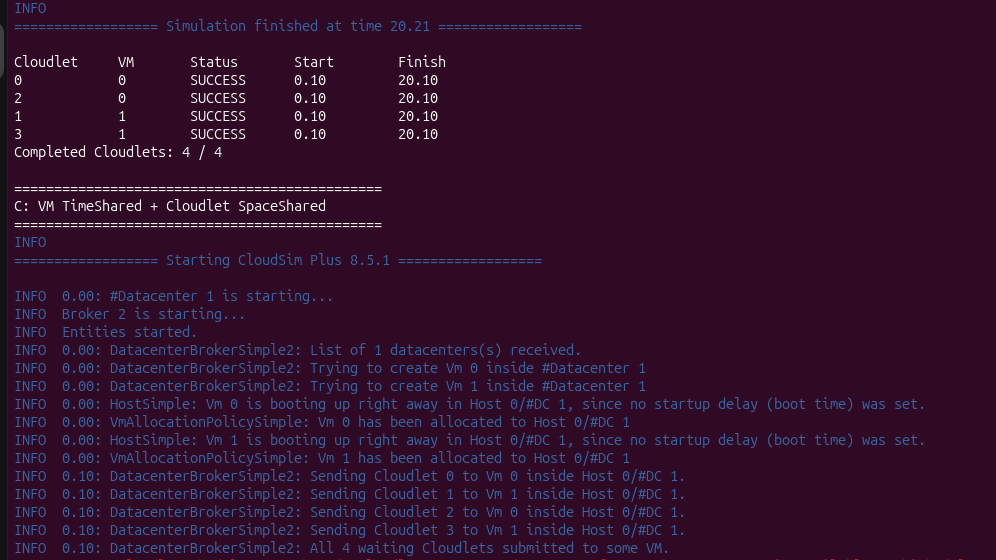 INFO
================== Simulation finished at time 20.21 ==================
Cloudlet     VM       Status       Start        Finish
0            0        SUCCESS      0.10         20.10
2            0        SUCCESS      0.10         20.10
1            1        SUCCESS      0.10         20.10
3            1        SUCCESS      0.10         20.10
Completed Cloudlets: 4 / 4
==============================================
C: VM TimeShared + Cloudlet SpaceShared
==============================================
INFO
================== Starting CloudSim Plus 8.5.1 ==================
INFO  0.00: #Datacenter 1 is starting...
INFO  Broker 2 is starting...
INFO  Entities started.
INFO  0.00: DatacenterBrokerSimple2: List of 1 datacenters(s) received.
INFO  0.00: DatacenterBrokerSimple2: Trying to create Vm 0 inside #Datacenter 1
INFO  0.00: DatacenterBrokerSimple2: Trying to create Vm 1 inside #Datacenter 1
INFO  0.00: HostSimple: Vm 0 is booting up right away in Host 0/#DC 1, since no startup delay (boot time) was set.
INFO  0.00: VmAllocationPolicySimple: Vm 0 has been allocated to Host 0/#DC 1
INFO  0.00: HostSimple: Vm 1 is booting up right away in Host 0/#DC 1, since no startup delay (boot time) was set.
INFO  0.00: VmAllocationPolicySimple: Vm 1 has been allocated to Host 0/#DC 1
INFO  0.10: DatacenterBrokerSimple2: Sending Cloudlet 0 to Vm 0 inside Host 0/#DC 1.
INFO  0.10: DatacenterBrokerSimple2: Sending Cloudlet 1 to Vm 1 inside Host 0/#DC 1.
INFO  0.10: DatacenterBrokerSimple2: Sending Cloudlet 2 to Vm 0 inside Host 0/#DC 1.
INFO  0.10: DatacenterBrokerSimple2: Sending Cloudlet 3 to Vm 1 inside Host 0/#DC 1.
INFO  0.10: DatacenterBrokerSimple2: All 4 waiting Cloudlets submitted to some VM.